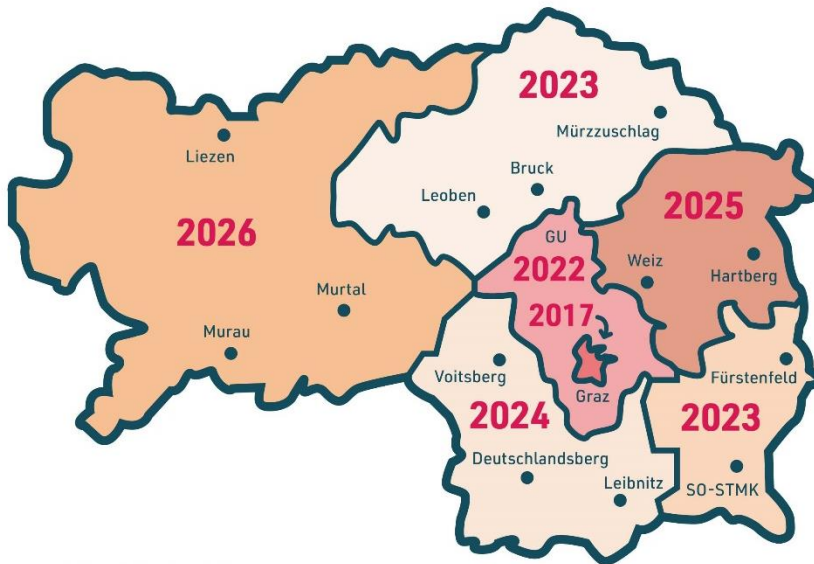 2023
Mürzzuschlag
Liezen
Bruck
Leoben
2025
2026
GU
Weiz
Hartberg
2022
Murtal
2017
Murau
Voitsberg
Fürstenfeld
Graz
2024
2023
Deutschlandsberg
Leibnitz
SO-STMK